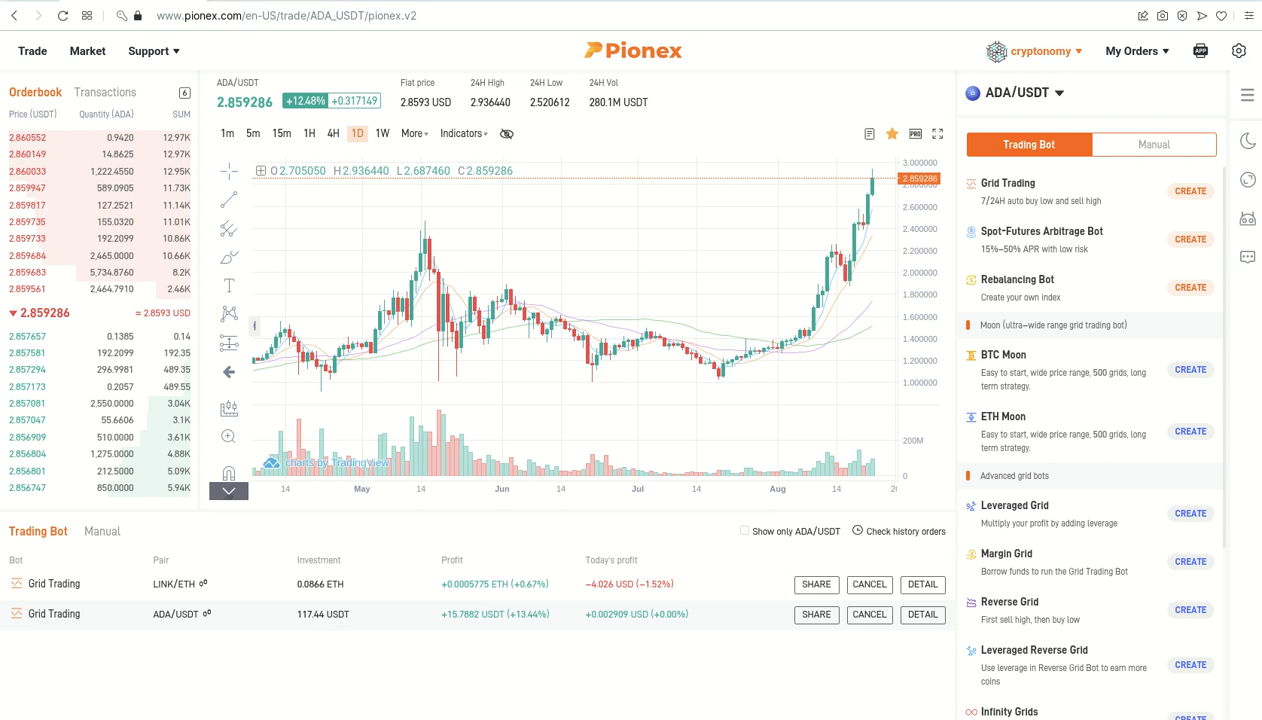 www.pionex.com/en-US/trade/ADA_USDT/pionex.v2
Trade Market Support
Pionex
cryptonomy My Orders APP
Orderbook Transactions 6
Price (USDT) Quantity (ADA) SUM
2.860552 0.9420 12.97K
2.860149 14.8625 12.97K
2.860033 1,222.4550 12.95K
2.859947 589.0905 11.73K
2.859817 127.2521 11.14K
2.859735 155.0320 11.01K
2.859733 192.2099 10.86K
2.859684 2,465.0000 10.66K
2.859683 5,734.8760 8.2K
2.859561 2,464.7910 2.46K
2.859286 ≈ 2.8593 USD
2.857657 0.1385 0.14
2.857581 192.2099 192.35
2.857294 296.9981 489.35
2.857173 0.2057 489.55
2.857081 2,550.0000 3.04K
2.857047 55.6606 3.1K
2.856909 510.0000 3.61K
2.856804 1,275.0000 4.88K
2.856801 212.5000 5.09K
2.856747 850.0000 5.94K
ADA/USDT Fiat price 24H High 24H Low 24H Vol
2.859286 +12.48% +0.317149 2.8593 USD 2.936440 2.520612 280.1M USDT
1m 5m 15m 1H 4H 1D 1W More Indicators PRO
O 2.705050 H 2.936440 L 2.687460 C 2.859286
3.000000
2.859286
2.600000
2.400000
2.200000
2.000000
1.800000
1.600000
1.400000
1.200000
1.000000
200M
0
charts by TradingView
14 May 14 Jun 14 Jul 14 Aug 14
Trading Bot Manual Show only ADA/USDT Check history orders
Bot Pair Investment Profit Today's profit
Grid Trading LINK/ETH 0.0866 ETH +0.0005775 ETH (+0.67%) −4.026 USD (−1.52%) SHARE CANCEL DETAIL
Grid Trading ADA/USDT 117.44 USDT +15.7882 USDT (+13.44%) +0.002909 USD (+0.00%) SHARE CANCEL DETAIL
ADA/USDT
Trading Bot Manual
Grid Trading
7/24H auto buy low and sell high
CREATE
Spot-Futures Arbitrage Bot
15%–50% APR with low risk
CREATE
Rebalancing Bot
Create your own index
CREATE
Moon (ultra–wide range grid trading bot)
BTC Moon
Easy to start, wide price range, 500 grids, long
term strategy.
CREATE
ETH Moon
Easy to start, wide price range, 500 grids, long
term strategy.
CREATE
Advanced grid bots
Leveraged Grid
Multiply your profit by adding leverage
CREATE
Margin Grid
Borrow funds to run the Grid Trading Bot
CREATE
Reverse Grid
First sell high, then buy low
CREATE
Leveraged Reverse Grid
Use leverage in Reverse Grid Bot to earn more
coins
CREATE
Infinity Grids
CREATE